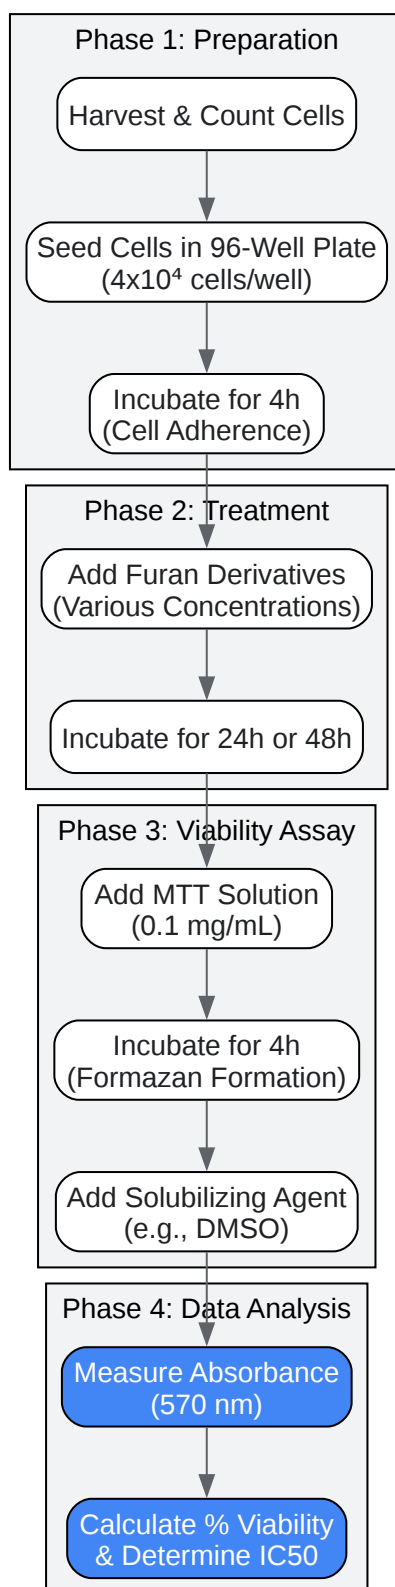 Phase 1: Preparation
Harvest & Count Cells
Seed Cells in 96-Well Plate
(4x10⁴ cells/well)
Incubate for 4h
(Cell Adherence)
Phase 2: Treatment
Add Furan Derivatives
(Various Concentrations)
Incubate for 24h or 48h
Phase 3: Viability Assay
Add MTT Solution
(0.1 mg/mL)
Incubate for 4h
(Formazan Formation)
Add Solubilizing Agent
(e.g., DMSO)
Phase 4: Data Analysis
Measure Absorbance
(570 nm)
Calculate % Viability
& Determine IC50